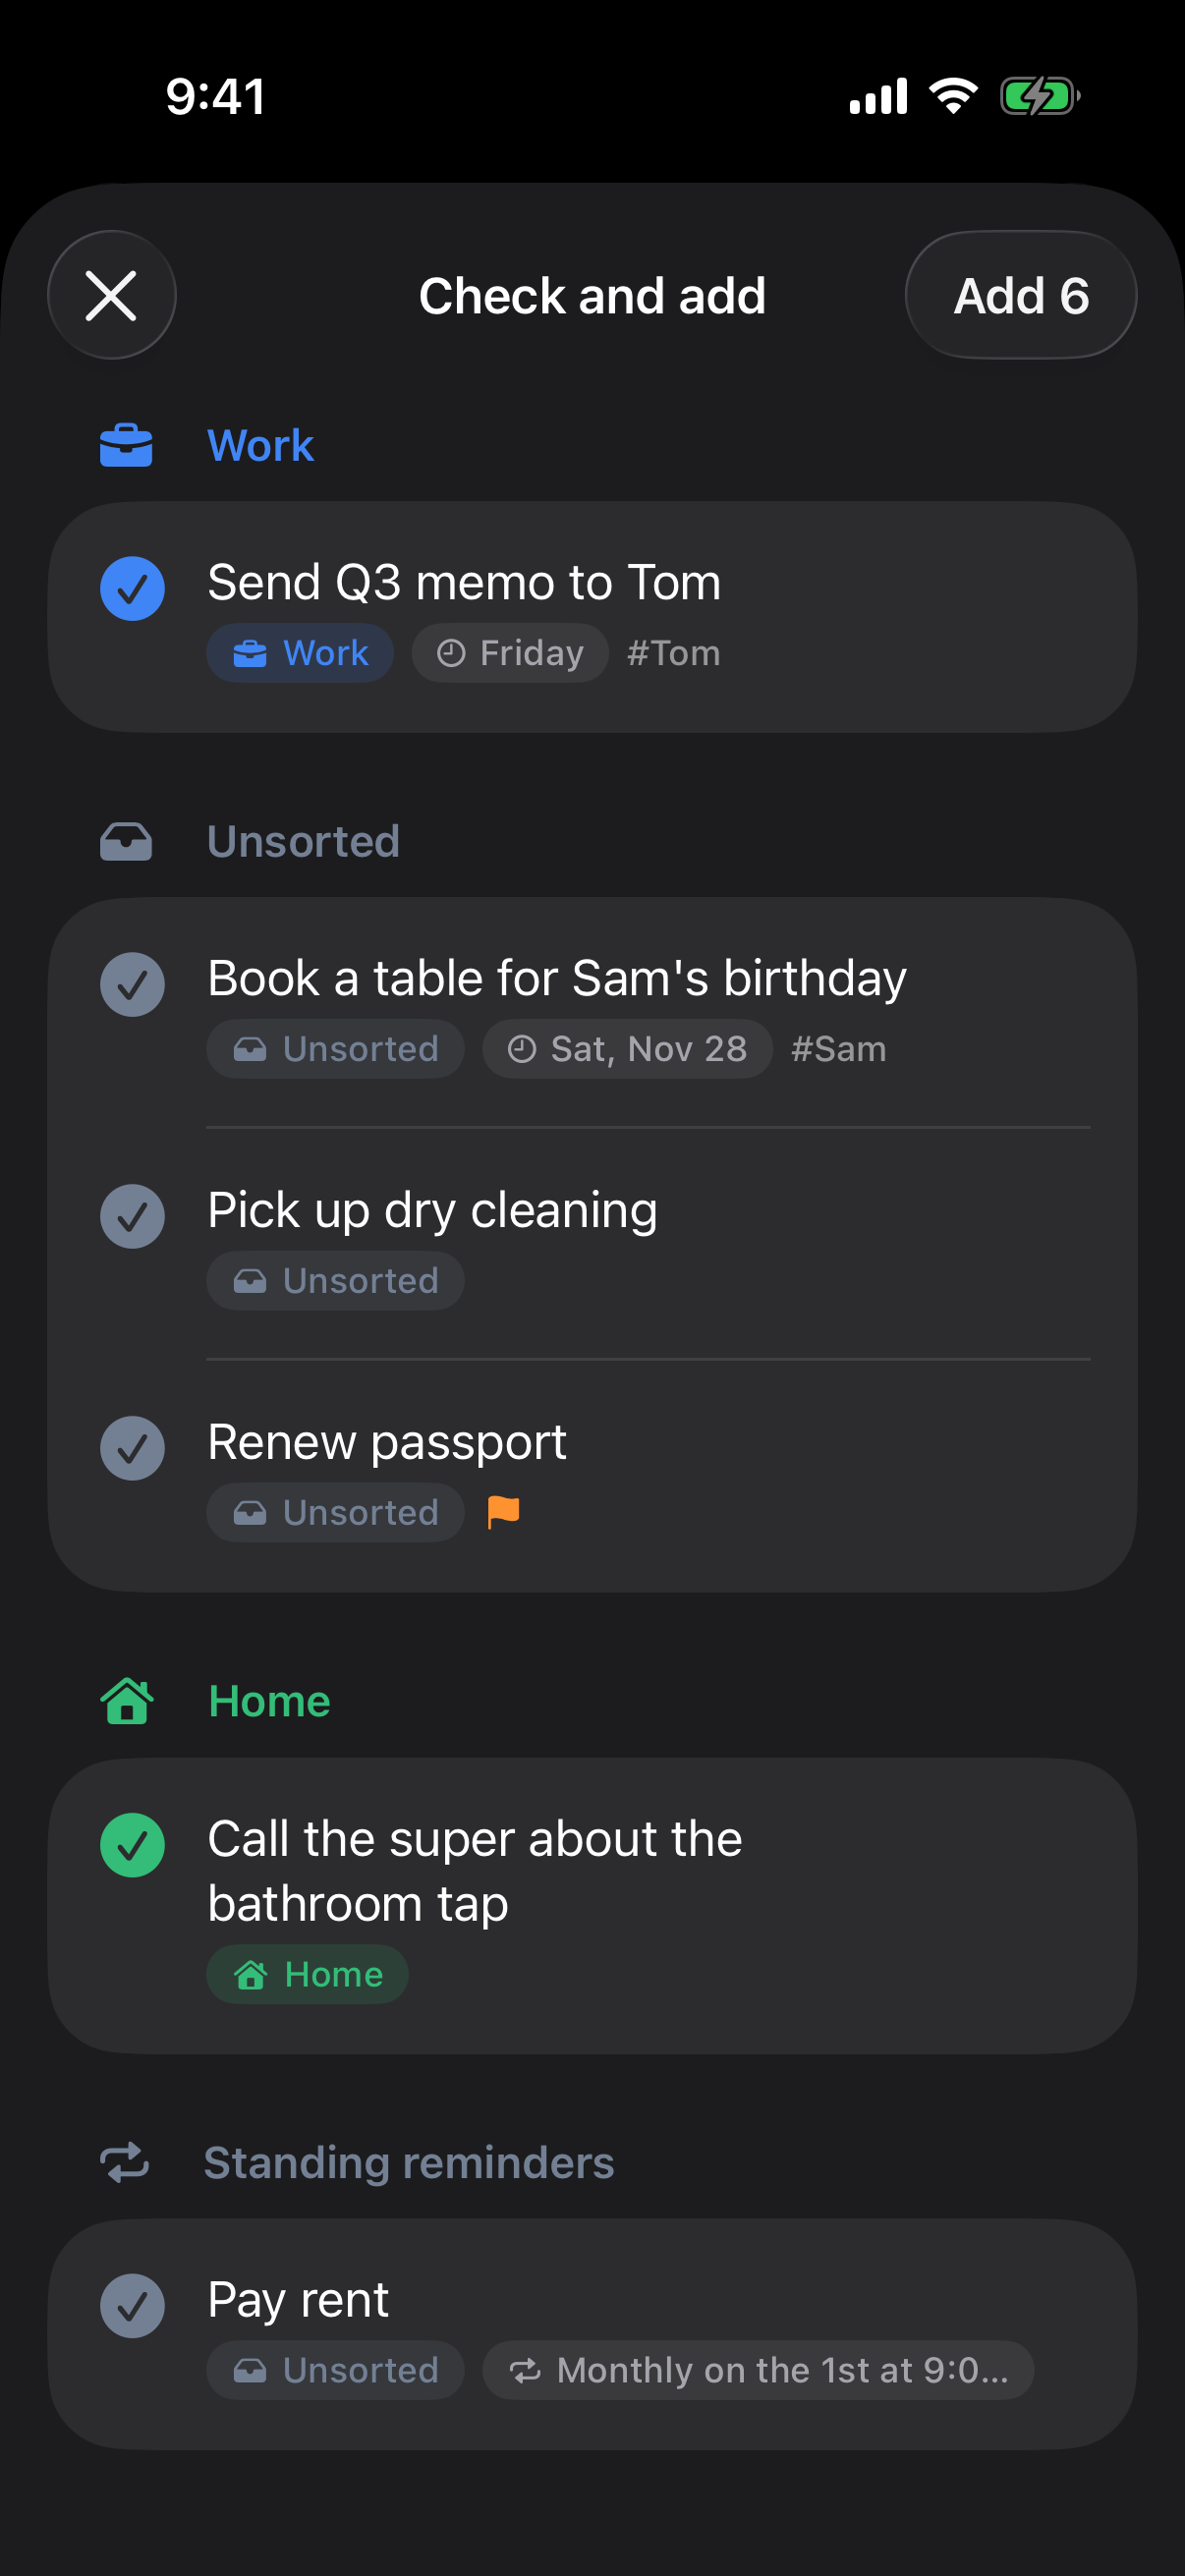 9:41
Check and add
Add 6
Work
Send Q3 memo to Tom
Work Friday #Tom
Unsorted
Book a table for Sam's birthday
Unsorted Sat, Nov 28 #Sam
Pick up dry cleaning
Unsorted
Renew passport
Unsorted
Home
Call the super about the
bathroom tap
Home
Standing reminders
Pay rent
Unsorted Monthly on the 1st at 9:0...